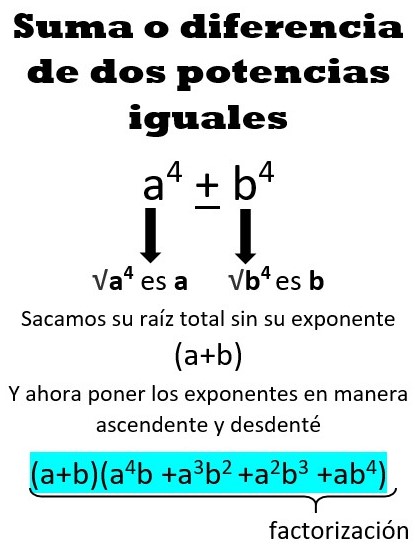 Suma o diferencia
de dos potencias
iguales
a⁴ ± b⁴
√a⁴ es a √b⁴ es b
Sacamos su raíz total sin su exponente
(a+b)
Y ahora poner los exponentes en manera
ascendente y desdenté
(a+b)(a⁴b +a³b² +a²b³ +ab⁴)
factorización